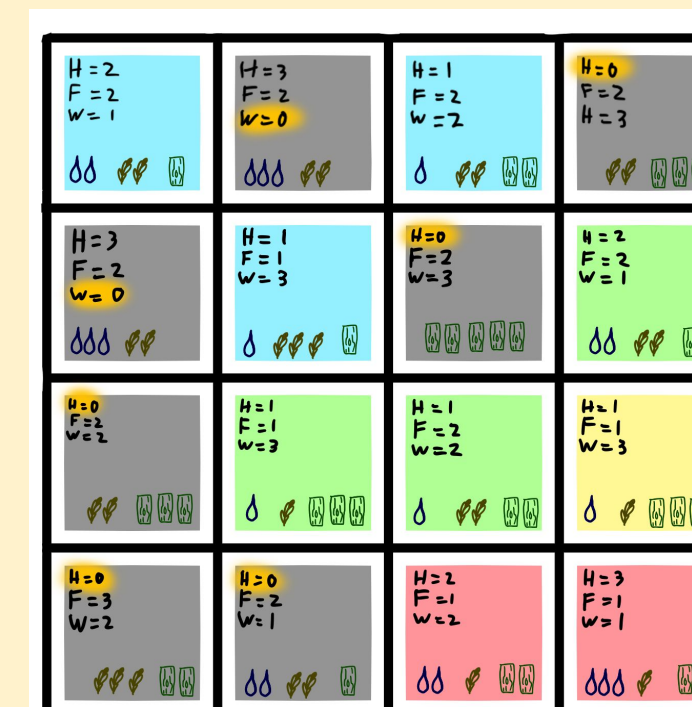 H = 2
F = 2
W = 1
H = 3
F = 2
W = 0
H = 1
F = 2
W = 2
H = 0
F = 2
H = 3
H = 3
F = 2
W = 0
H = 1
F = 1
W = 3
H = 0
F = 2
W = 3
H = 2
F = 2
W = 1
H = 0
F = 2
W = 2
H = 1
F = 1
W = 3
H = 1
F = 2
W = 2
H = 1
F = 1
W = 3
H = 0
F = 3
W = 2
H = 0
F = 2
W = 1
H = 2
F = 1
W = 2
H = 3
F = 1
W = 1